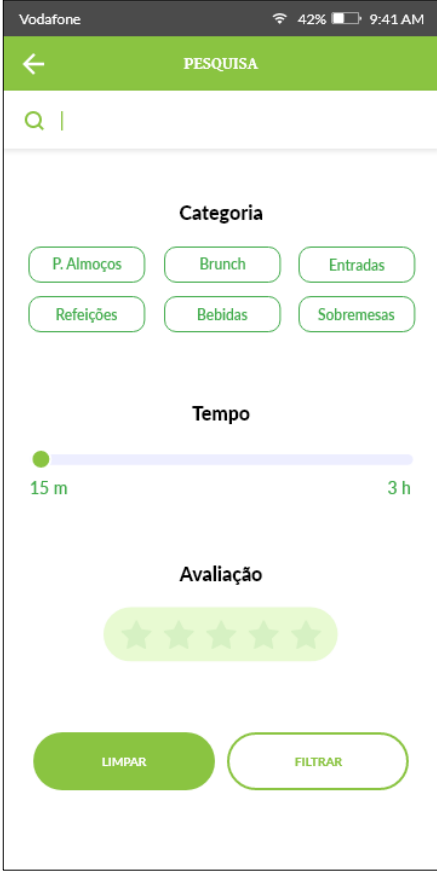 Vodafone 42% 9:41 AM
PESQUISA
Categoria
P. Almoços Brunch Entradas
Refeições Bebidas Sobremesas
Tempo
15 m 3 h
Avaliação
LIMPAR FILTRAR